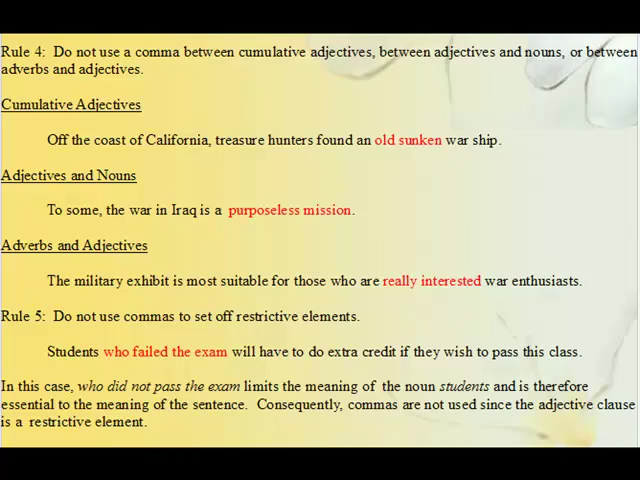 Rule 4: Do not use a comma between cumulative adjectives, between adjectives and nouns, or between
adverbs and adjectives.
Cumulative Adjectives
Off the coast of California, treasure hunters found an old sunken war ship.
Adjectives and Nouns
To some, the war in Iraq is a purposeless mission.
Adverbs and Adjectives
The military exhibit is most suitable for those who are really interested war enthusiasts.
Rule 5: Do not use commas to set off restrictive elements.
Students who failed the exam will have to do extra credit if they wish to pass this class.
In this case, who did not pass the exam limits the meaning of the noun students and is therefore
essential to the meaning of the sentence. Consequently, commas are not used since the adjective clause
is a restrictive element.